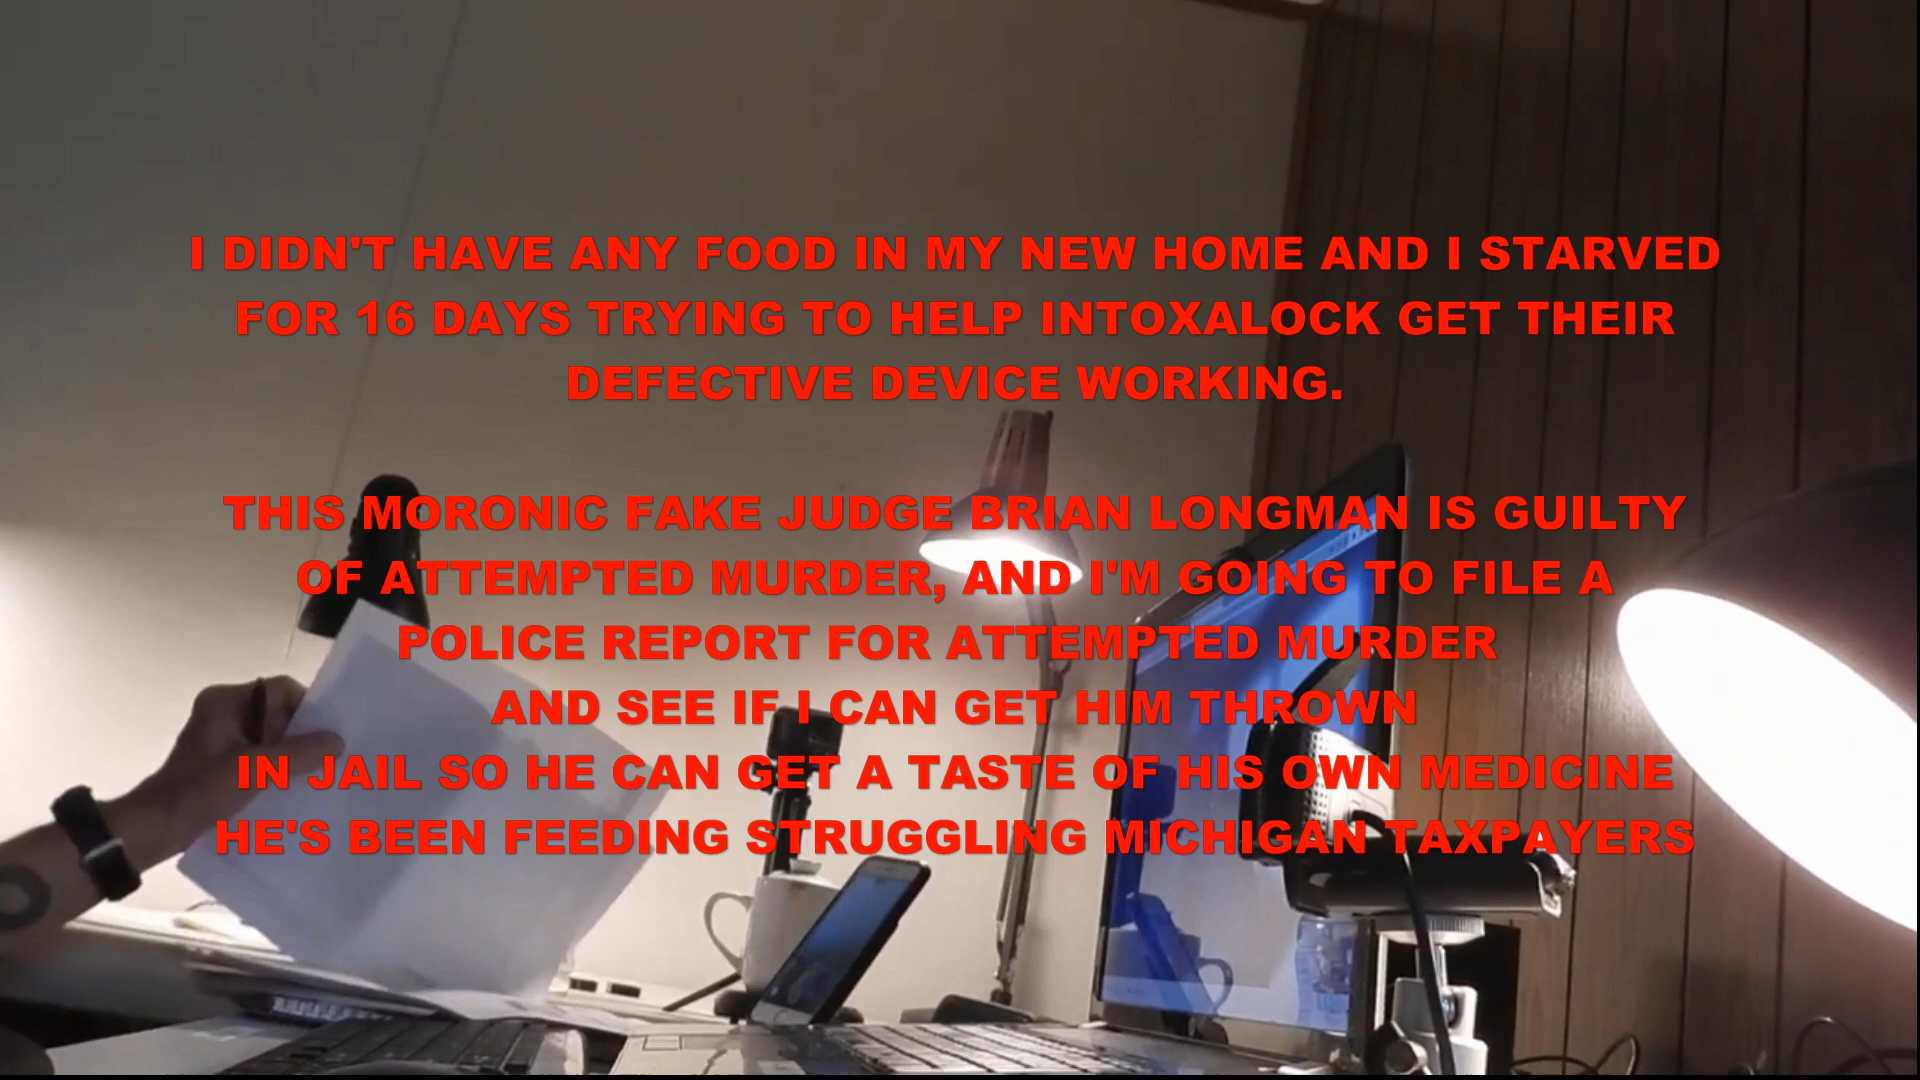 I DIDN'T HAVE ANY FOOD IN MY NEW HOME AND I STARVED
FOR 16 DAYS TRYING TO HELP INTOXALOCK GET THEIR
DEFECTIVE DEVICE WORKING.
THIS MORONIC FAKE JUDGE BRIAN LONGMAN IS GUILTY
OF ATTEMPTED MURDER, AND I'M GOING TO FILE A
POLICE REPORT FOR ATTEMPTED MURDER
AND SEE IF I CAN GET HIM THROWN
IN JAIL SO HE CAN GET A TASTE OF HIS OWN MEDICINE
HE'S BEEN FEEDING STRUGGLING MICHIGAN TAXPAYERS